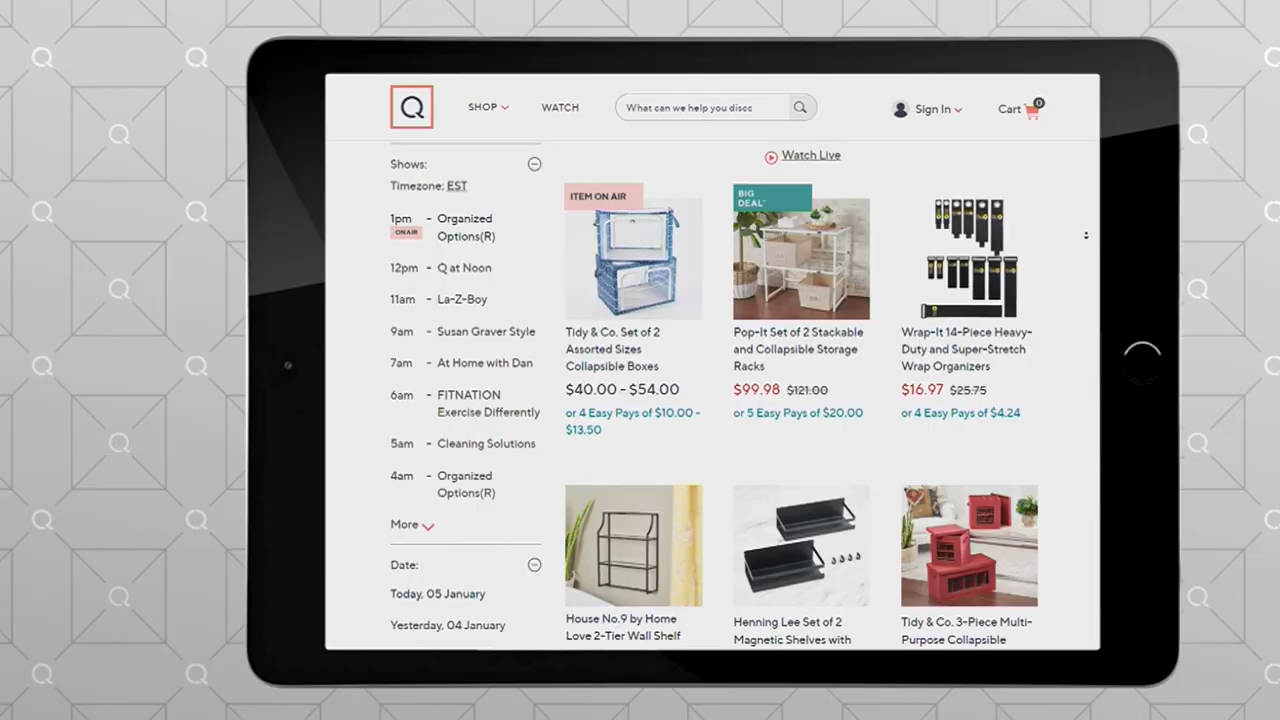 Q
SHOP
WATCH
What can we help you discc
Sign In
Cart
0
Shows:
Timezone: EST
1pm - Organized
ON AIR
Options(R)
12pm - Q at Noon
11am - La-Z-Boy
9am - Susan Graver Style
7am - At Home with Dan
6am - FITNATION
Exercise Differently
5am - Cleaning Solutions
4am - Organized
Options(R)
More
Date:
Today, 05 January
Yesterday, 04 January
Watch Live
ITEM ON AIR
Tidy & Co. Set of 2
Assorted Sizes
Collapsible Boxes
$40.00 - $54.00
or 4 Easy Pays of $10.00 -
$13.50
BIG
DEAL™
Pop-It Set of 2 Stackable
and Collapsible Storage
Racks
$99.98 $121.00
or 5 Easy Pays of $20.00
Wrap-It 14-Piece Heavy-
Duty and Super-Stretch
Wrap Organizers
$16.97 $25.75
or 4 Easy Pays of $4.24
House No.9 by Home
Love 2-Tier Wall Shelf
Henning Lee Set of 2
Magnetic Shelves with
Tidy & Co. 3-Piece Multi-
Purpose Collapsible